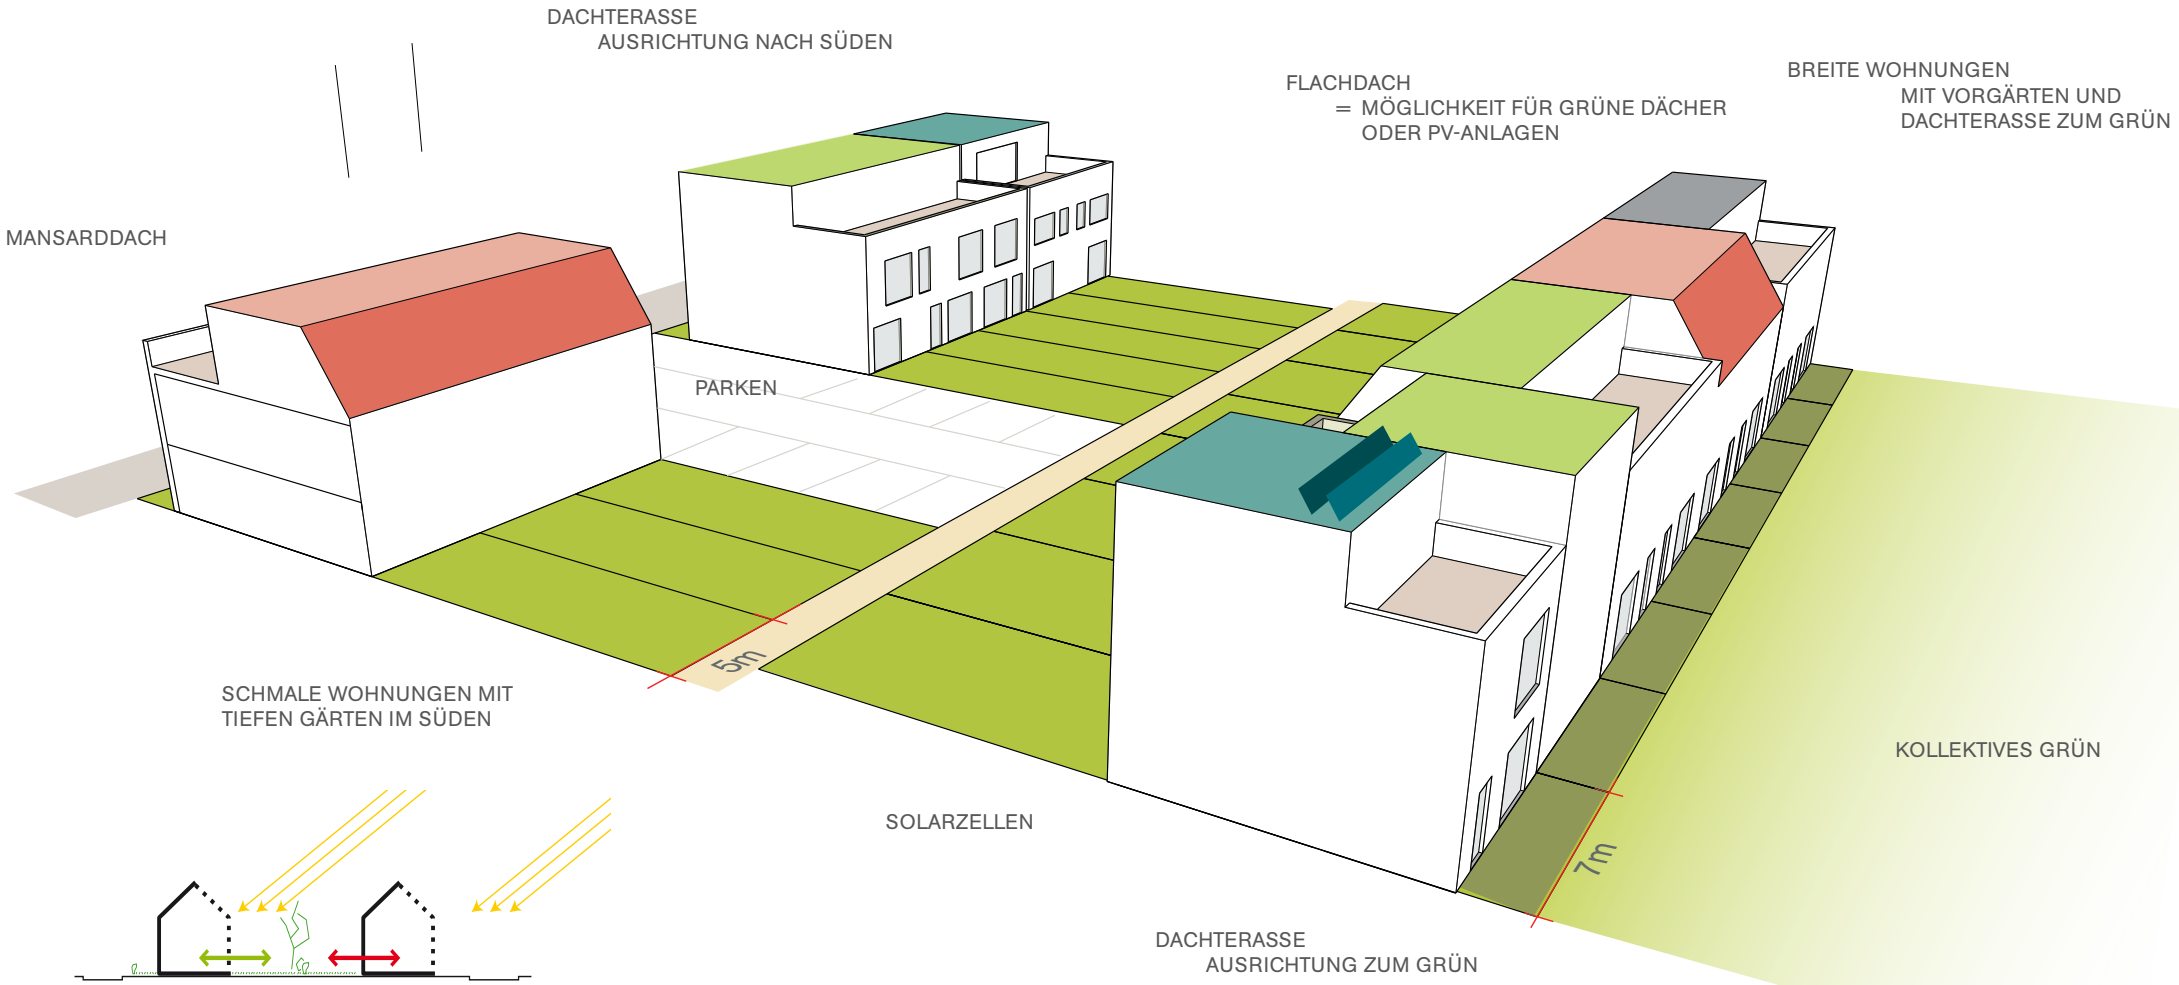 DACHTERASSE
AUSRICHTUNG NACH SÜDEN
FLACHDACH
= MÖGLICHKEIT FÜR GRÜNE DÄCHER
ODER PV-ANLAGEN
BREITE WOHNUNGEN
MIT VORGÄRTEN UND
DACHTERASSE ZUM GRÜN
MANSARDDACH
PARKEN
5m
SCHMALE WOHNUNGEN MIT
TIEFEN GÄRTEN IM SÜDEN
KOLLEKTIVES GRÜN
SOLARZELLEN
7m
DACHTERASSE
AUSRICHTUNG ZUM GRÜN